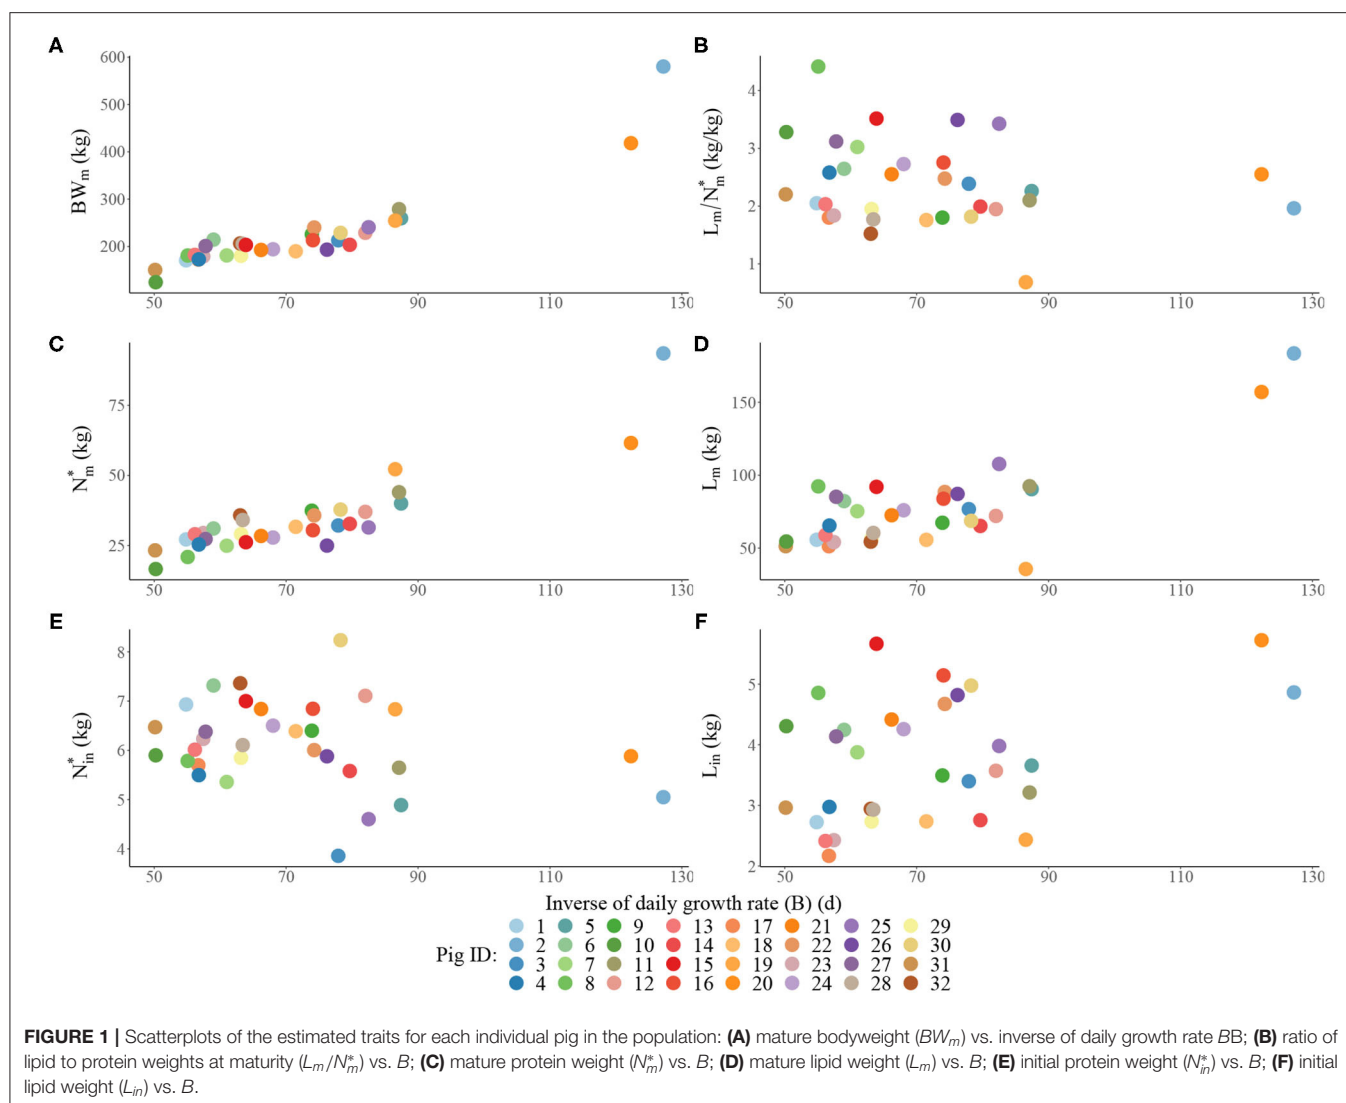 A
600
500
400
300
200
BWm (kg)
50
70
90
110
130
B
4
3
2
1
Lm/N*m (kg/kg)
50
70
90
110
130
C
75
50
25
N*m (kg)
50
70
90
110
130
D
150
100
50
Lm (kg)
50
70
90
110
130
E
8
7
6
5
4
N*in (kg)
50
70
90
110
130
F
5
4
3
2
Lin (kg)
50
70
90
110
130
Inverse of daily growth rate (B) (d)
Pig ID:
1 5 9 13 17 21 25 29
2 6 10 14 18 22 26 30
3 7 11 15 19 23 27 31
4 8 12 16 20 24 28 32
FIGURE 1 | Scatterplots of the estimated traits for each individual pig in the population: (A) mature bodyweight (BWm) vs. inverse of daily growth rate BB; (B) ratio of
lipid to protein weights at maturity (Lm/N*m) vs. B; (C) mature protein weight (N*m) vs. B; (D) mature lipid weight (Lm) vs. B; (E) initial protein weight (N*in) vs. B; (F) initial
lipid weight (Lin) vs. B.